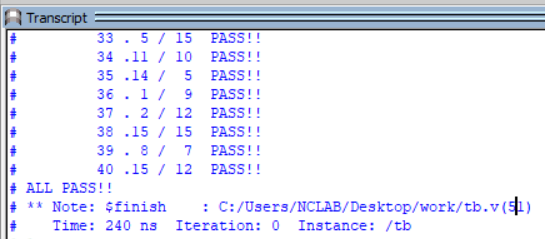 Transcript
# 33 . 5 / 15 PASS!!
# 34 .11 / 10 PASS!!
# 35 .14 / 5 PASS!!
# 36 . 1 / 9 PASS!!
# 37 . 2 / 12 PASS!!
# 38 .15 / 15 PASS!!
# 39 . 8 / 7 PASS!!
# 40 .15 / 12 PASS!!
# ALL PASS!!
# ** Note: $finish : C:/Users/NCLAB/Desktop/work/tb.v(51)
# Time: 240 ns Iteration: 0 Instance: /tb